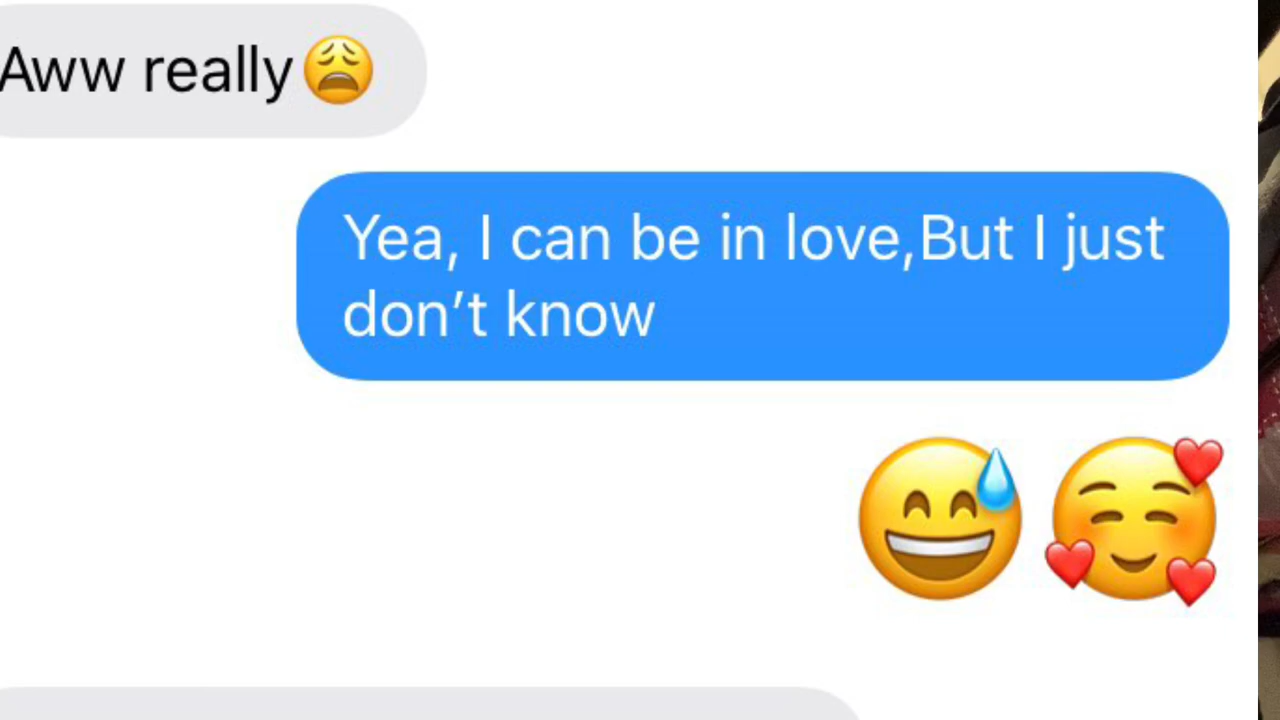 Aww really😩
Yea, I can be in love,But I just
don’t know
😅🥰